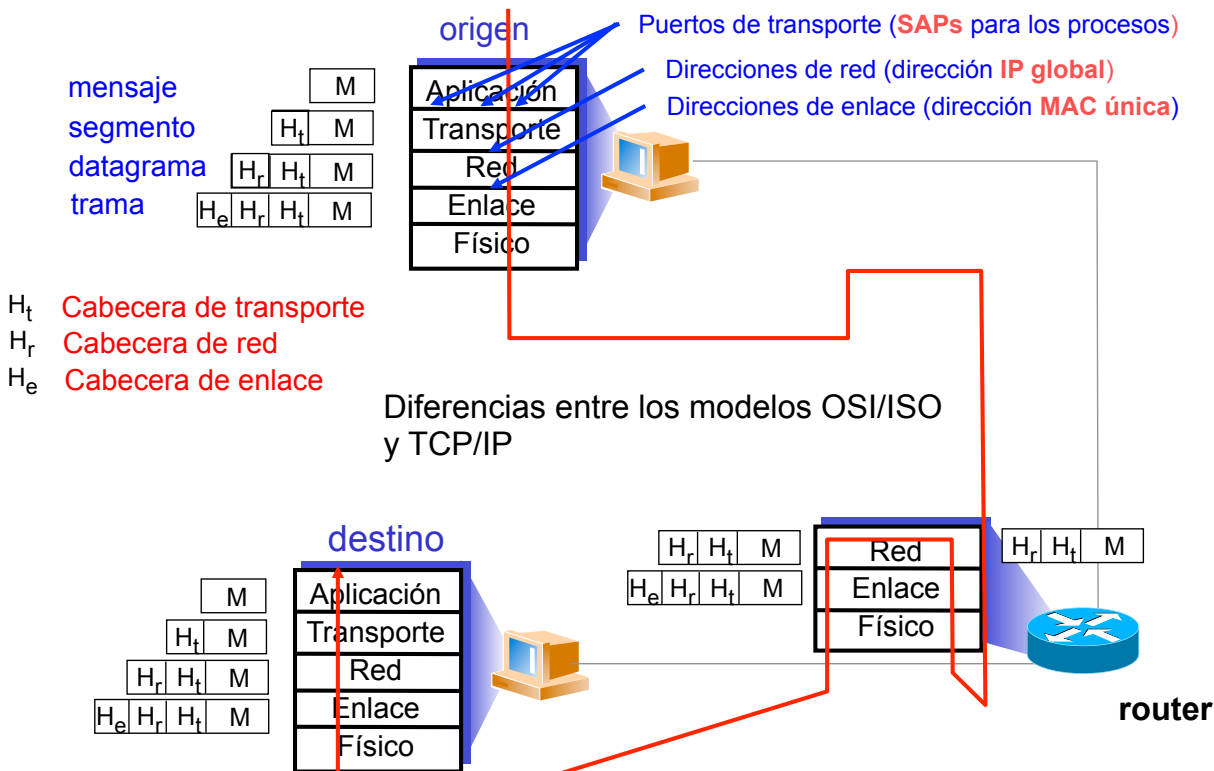 origen
Puertos de transporte (SAPs para los procesos)
Direcciones de red (dirección IP global)
Direcciones de enlace (dirección MAC única)
mensaje
M
segmento
Ht M
datagrama
Hr Ht M
trama
He Hr Ht M
Aplicación
Transporte
Red
Enlace
Físico
Ht Cabecera de transporte
Hr Cabecera de red
He Cabecera de enlace
Diferencias entre los modelos OSI/ISO
y TCP/IP
destino
M
Ht M
Hr Ht M
He Hr Ht M
Aplicación
Transporte
Red
Enlace
Físico
Hr Ht M
He Hr Ht M
Red
Enlace
Físico
Hr Ht M
router